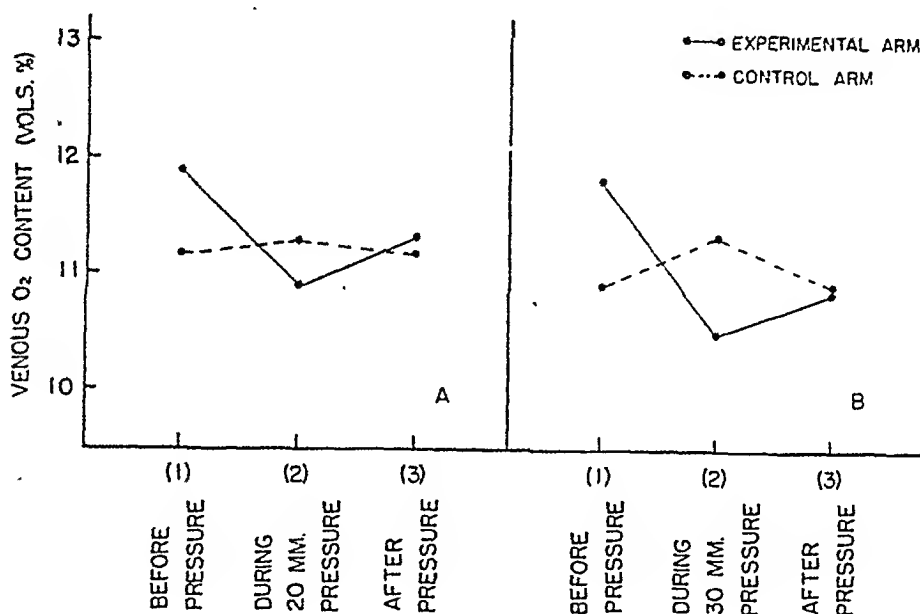 VENOUS O₂ CONTENT (VOLS. %)
13
12
11
10
EXPERIMENTAL ARM
CONTROL ARM
A
B
(1)
BEFORE
PRESSURE
(2)
DURING
20 MM.
PRESSURE
(3)
AFTER
PRESSURE
(1)
BEFORE
PRESSURE
(2)
DURING
30 MM.
PRESSURE
(3)
AFTER
PRESSURE